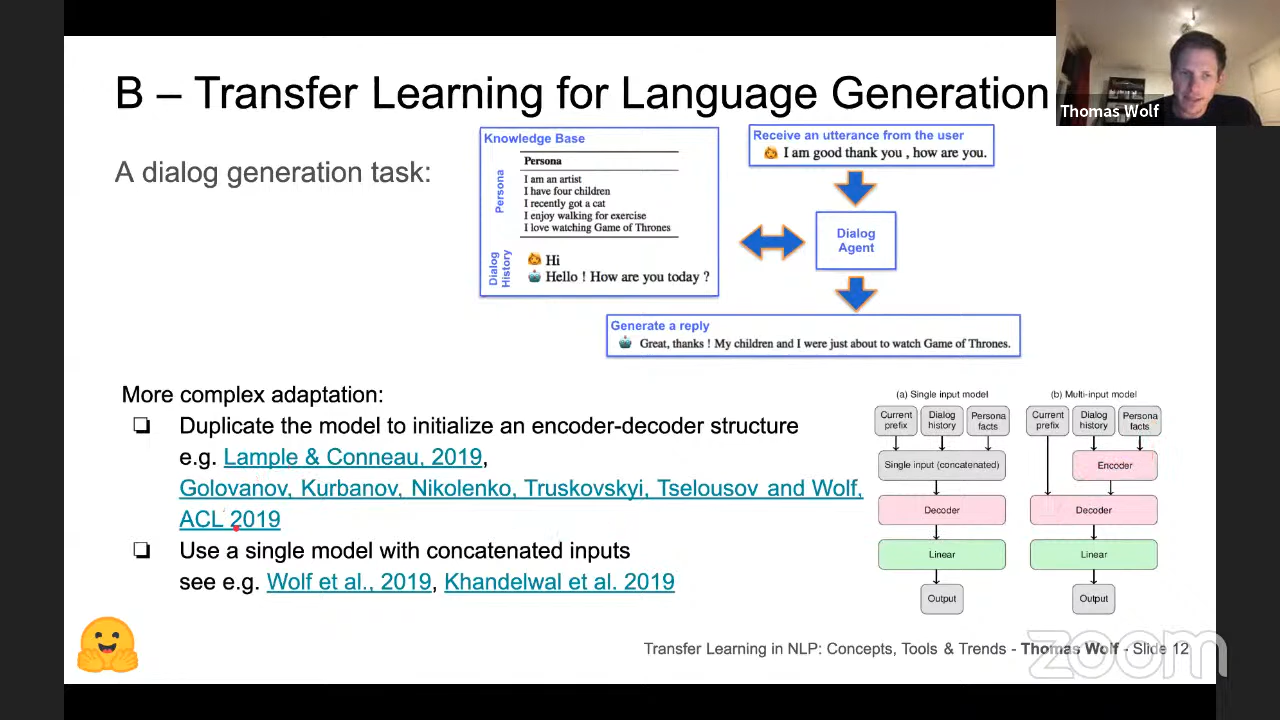 B – Transfer Learning for Language Generation
Thomas Wolf
A dialog generation task:
Knowledge Base
Persona
Persona
I am an artist
I have four children
I recently got a cat
I enjoy walking for exercise
I love watching Game of Thrones
Dialog
History
Hi
Hello ! How are you today ?
Receive an utterance from the user
I am good thank you , how are you.
Dialog
Agent
Generate a reply
Great, thanks ! My children and I were just about to watch Game of Thrones.
More complex adaptation:
❏ Duplicate the model to initialize an encoder-decoder structure
e.g. Lample & Conneau, 2019,
Golovanov, Kurbanov, Nikolenko, Truskovskyi, Tselousov and Wolf,
ACL 2019
❏ Use a single model with concatenated inputs
see e.g. Wolf et al., 2019, Khandelwal et al. 2019
(a) Single input model
Current
prefix
Dialog
history
Persona
facts
Single input (concatenated)
Decoder
Linear
Output
(b) Multi-input model
Current
prefix
Dialog
history
Persona
facts
Encoder
Decoder
Linear
Output
Transfer Learning in NLP: Concepts, Tools & Trends - Thomas Wolf - Slide 12
zoom